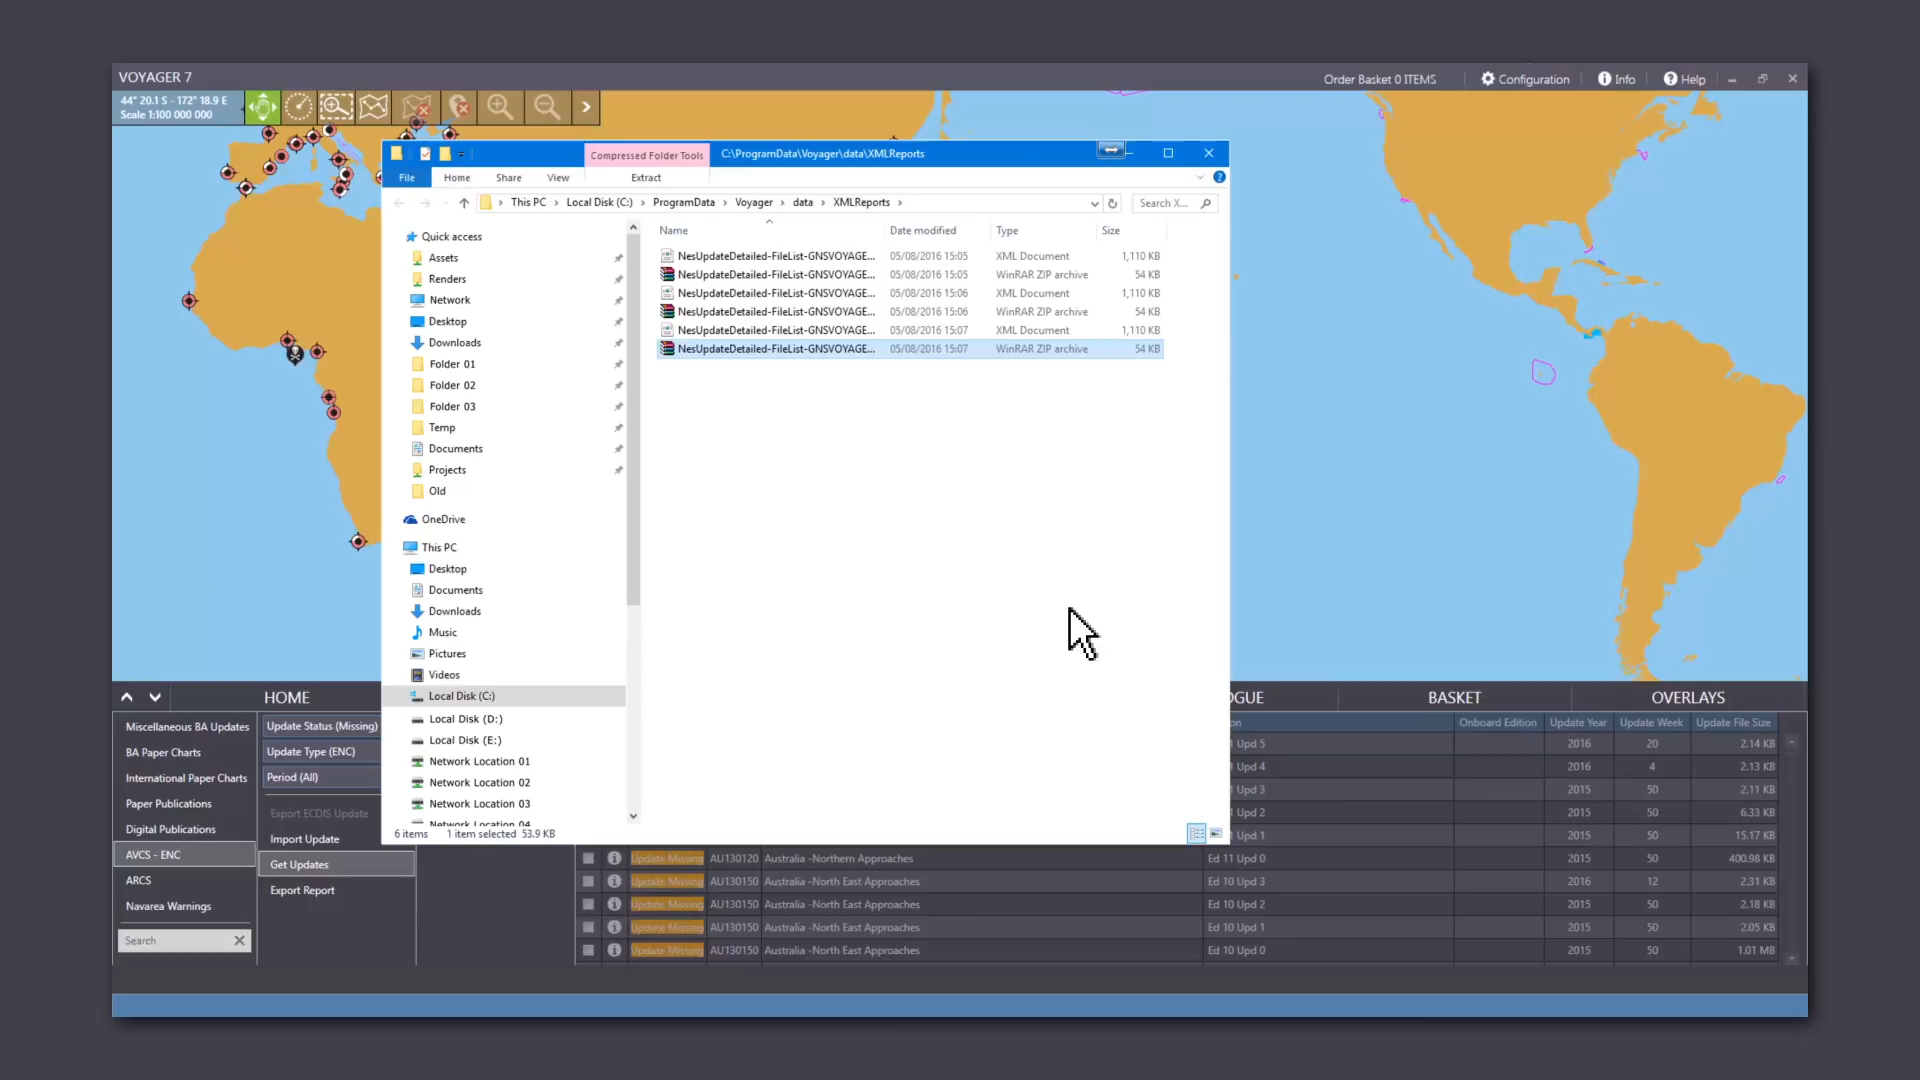 VOYAGER 7
Order Basket 0 ITEMS
Configuration
Info
Help
44° 20.1 S - 172° 18.9 E
Scale 1:100 000 000
Compressed Folder Tools
C:\ProgramData\Voyager\data\XMLReports
File
Home
Share
View
Extract
This PC
Local Disk (C:)
ProgramData
Voyager
data
XMLReports
Search X...
Name
Date modified
Type
Size
NesUpdateDetailed-FileList-GNSVOYAGE... 05/08/2016 15:05 XML Document 1,110 KB
NesUpdateDetailed-FileList-GNSVOYAGE... 05/08/2016 15:05 WinRAR ZIP archive 54 KB
NesUpdateDetailed-FileList-GNSVOYAGE... 05/08/2016 15:06 XML Document 1,110 KB
NesUpdateDetailed-FileList-GNSVOYAGE... 05/08/2016 15:06 WinRAR ZIP archive 54 KB
NesUpdateDetailed-FileList-GNSVOYAGE... 05/08/2016 15:07 XML Document 1,110 KB
NesUpdateDetailed-FileList-GNSVOYAGE... 05/08/2016 15:07 WinRAR ZIP archive 54 KB
Quick access
Assets
Renders
Network
Desktop
Downloads
Folder 01
Folder 02
Folder 03
Temp
Documents
Projects
Old
OneDrive
This PC
Desktop
Documents
Downloads
Music
Pictures
Videos
Local Disk (C:)
Local Disk (D:)
Local Disk (E:)
Network Location 01
Network Location 02
Network Location 03
Network Location 04
6 items 1 item selected 53.9 KB
HOME
OGUE
BASKET
OVERLAYS
Miscellaneous BA Updates
BA Paper Charts
International Paper Charts
Paper Publications
Digital Publications
AVCS - ENC
ARCS
Navarea Warnings
Search
Update Status (Missing)
Update Type (ENC)
Period (All)
Export ECDIS Update
Import Update
Get Updates
Export Report
on Onboard Edition Update Year Update Week Update File Size
1 Upd 5 2016 20 2.14 KB
1 Upd 4 2016 4 2.13 KB
1 Upd 3 2015 50 2.11 KB
1 Upd 2 2015 50 6.33 KB
1 Upd 1 2015 50 15.17 KB
Update Missing AU130120 Australia -Northern Approaches Ed 11 Upd 0 2015 50 400.98 KB
Update Missing AU130150 Australia -North East Approaches Ed 10 Upd 3 2016 12 2.31 KB
Update Missing AU130150 Australia -North East Approaches Ed 10 Upd 2 2015 50 2.18 KB
Update Missing AU130150 Australia -North East Approaches Ed 10 Upd 1 2015 50 2.05 KB
Update Missing AU130150 Australia -North East Approaches Ed 10 Upd 0 2015 50 1.01 MB